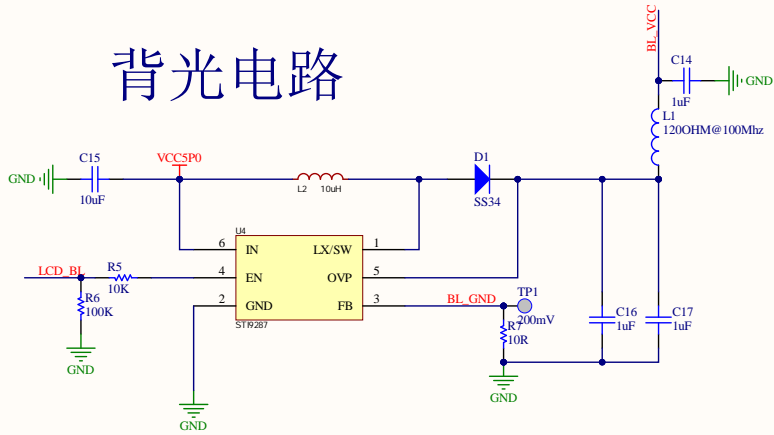 背光电路
BL_VCC
C14
1uF
GND
L1
120OHM@100Mhz
C15
10uF
GND
VCC5P0
L2 10uH
D1
SS34
U4
6 IN LX/SW 1
4 EN OVP 5
2 GND FB 3
STI9287
LCD_BL
R5
10K
R6
100K
GND
GND
BL_GND
TP1
200mV
R7
10R
GND
C16
1uF
C17
1uF